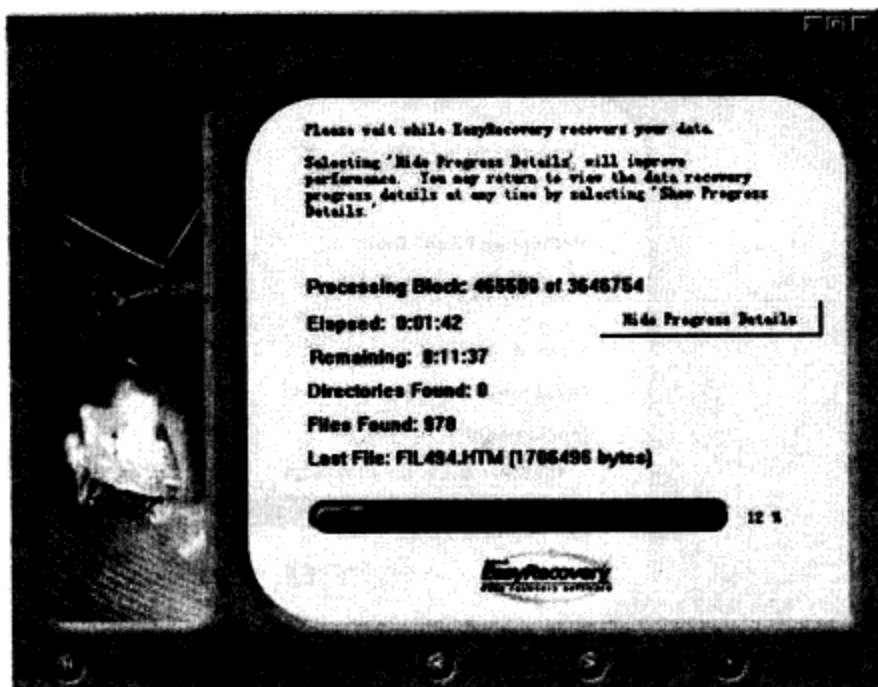 Please wait while EasyRecovery recovers your data.
Selecting 'Hide Progress Details', will improve
performance. You may return to view the data recovery
progress details at any time by selecting 'Show Progress
Details.'
Processing Block: of 3646754
Elapsed: 0:01:42
Hide Progress Details
Remaining: 0:11:37
Directories Found: 0
Files Found: 978
Last File: FIL494.HTM (1706496 bytes)
12 %
EasyRecovery